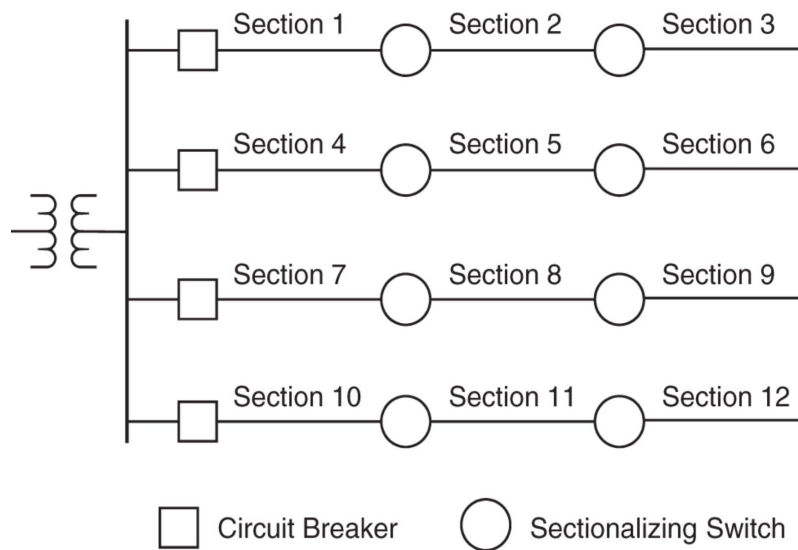 Section 1 Section 2 Section 3
Section 4 Section 5 Section 6
Section 7 Section 8 Section 9
Section 10 Section 11 Section 12
Circuit Breaker Sectionalizing Switch